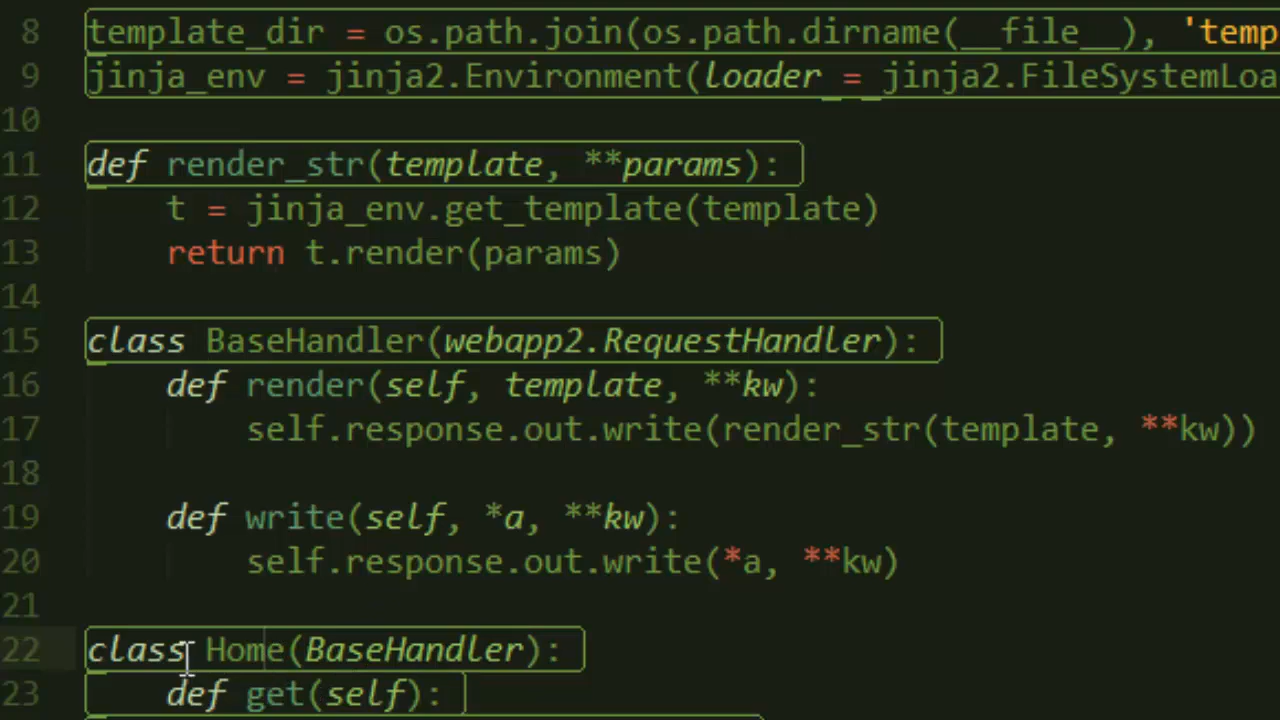 8 template_dir = os.path.join(os.path.dirname(__file__), 'temp
9 jinja_env = jinja2.Environment(loader = jinja2.FileSystemLoa
10
11 def render_str(template, **params):
12     t = jinja_env.get_template(template)
13     return t.render(params)
14
15 class BaseHandler(webapp2.RequestHandler):
16     def render(self, template, **kw):
17         self.response.out.write(render_str(template, **kw))
18
19     def write(self, *a, **kw):
20         self.response.out.write(*a, **kw)
21
22 class Home(BaseHandler):
23     def get(self):